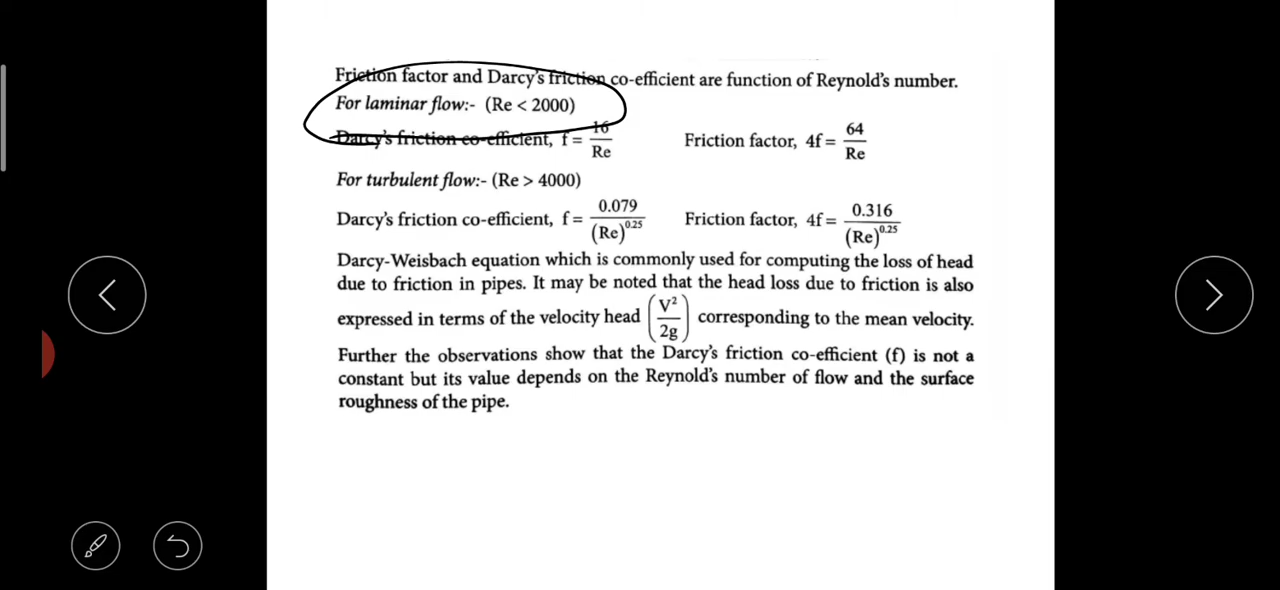 Friction factor and Darcy's friction co-efficient are function of Reynold's number.
For laminar flow:- (Re < 2000)
Darcy's friction co-efficient, f = 16/Re Friction factor, 4f = 64/Re
For turbulent flow:- (Re > 4000)
Darcy's friction co-efficient, f = 0.079/(Re)^0.25 Friction factor, 4f = 0.316/(Re)^0.25
Darcy-Weisbach equation which is commonly used for computing the loss of head
due to friction in pipes. It may be noted that the head loss due to friction is also
expressed in terms of the velocity head (V²/2g) corresponding to the mean velocity.
Further the observations show that the Darcy's friction co-efficient (f) is not a
constant but its value depends on the Reynold's number of flow and the surface
roughness of the pipe.